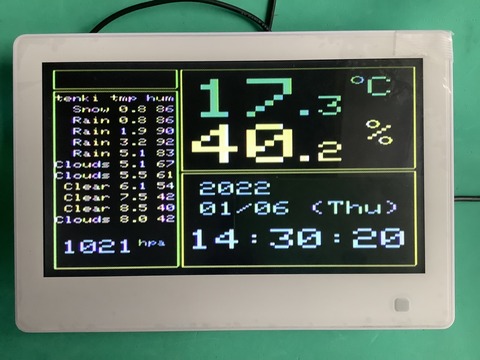 tenki tmp hum
Snow 0.8 86
Rain 0.8 86
Rain 1.9 90
Rain 3.2 92
Rain 5.1 83
Clouds 5.1 67
Clouds 5.5 61
Clear 6.1 54
Clear 7.5 42
Clear 8.5 40
Clouds 8.0 42
1021 hpa
17.3 °C
40.2 %
2022
01/06 (Thu)
14:30:20